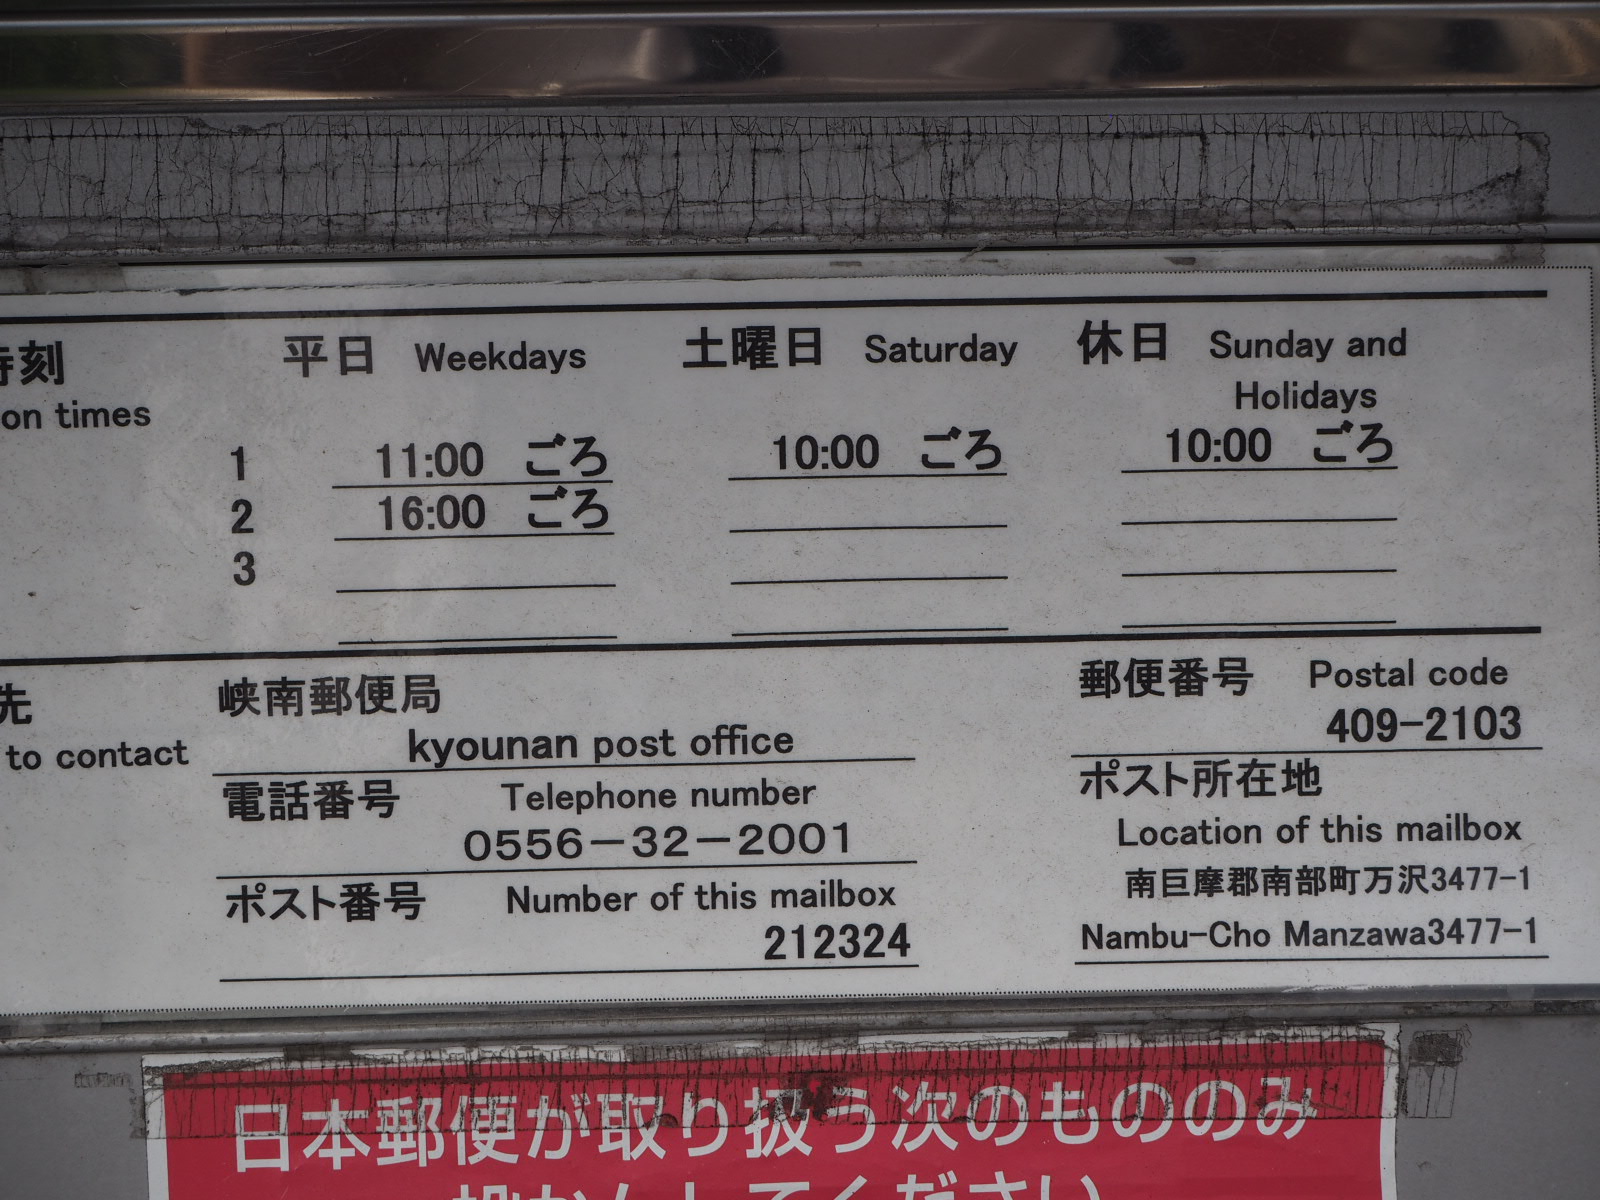 時刻 平日 Weekdays 土曜日 Saturday 休日 Sunday and
on times Holidays
1 11:00 ごろ 10:00 ごろ 10:00 ごろ
2 16:00 ごろ
3
先 峡南郵便局 郵便番号 Postal code
to contact kyounan post office 409-2103
電話番号 Telephone number ポスト所在地
0556-32-2001 Location of this mailbox
ポスト番号 Number of this mailbox 南巨摩郡南部町万沢3477-1
212324 Nambu-Cho Manzawa3477-1
日本郵便が取り扱う次のもののみ